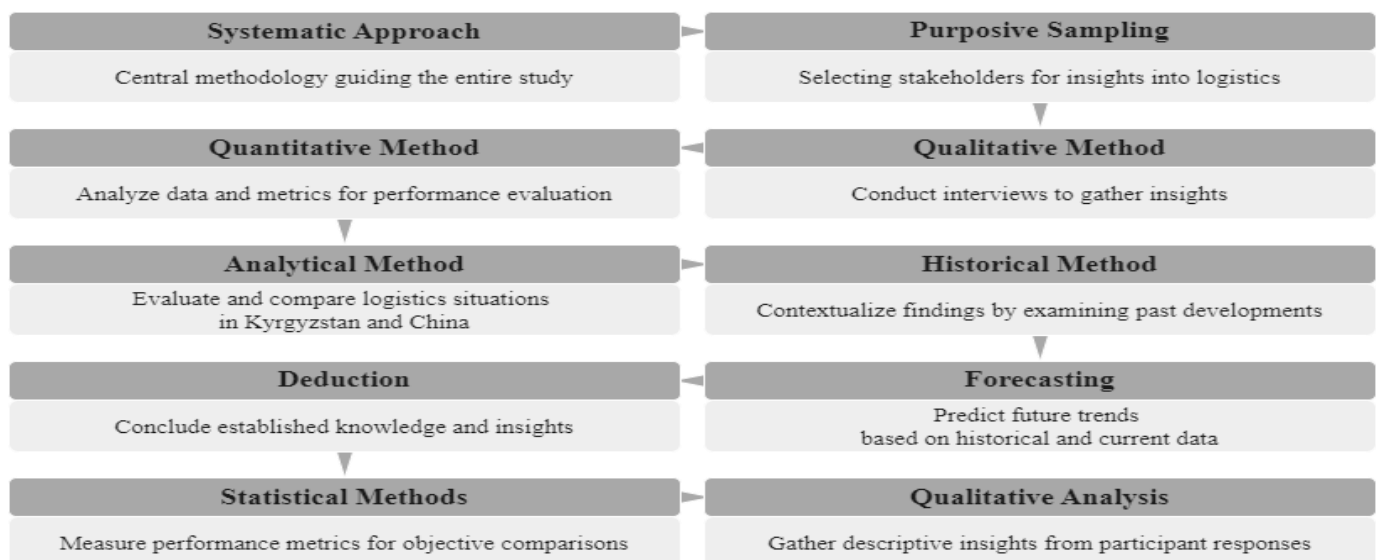 Systematic Approach
Central methodology guiding the entire study
Purposive Sampling
Selecting stakeholders for insights into logistics
Qualitative Method
Conduct interviews to gather insights
Quantitative Method
Analyze data and metrics for performance evaluation
Analytical Method
Evaluate and compare logistics situations
in Kyrgyzstan and China
Historical Method
Contextualize findings by examining past developments
Forecasting
Predict future trends
based on historical and current data
Deduction
Conclude established knowledge and insights
Statistical Methods
Measure performance metrics for objective comparisons
Qualitative Analysis
Gather descriptive insights from participant responses